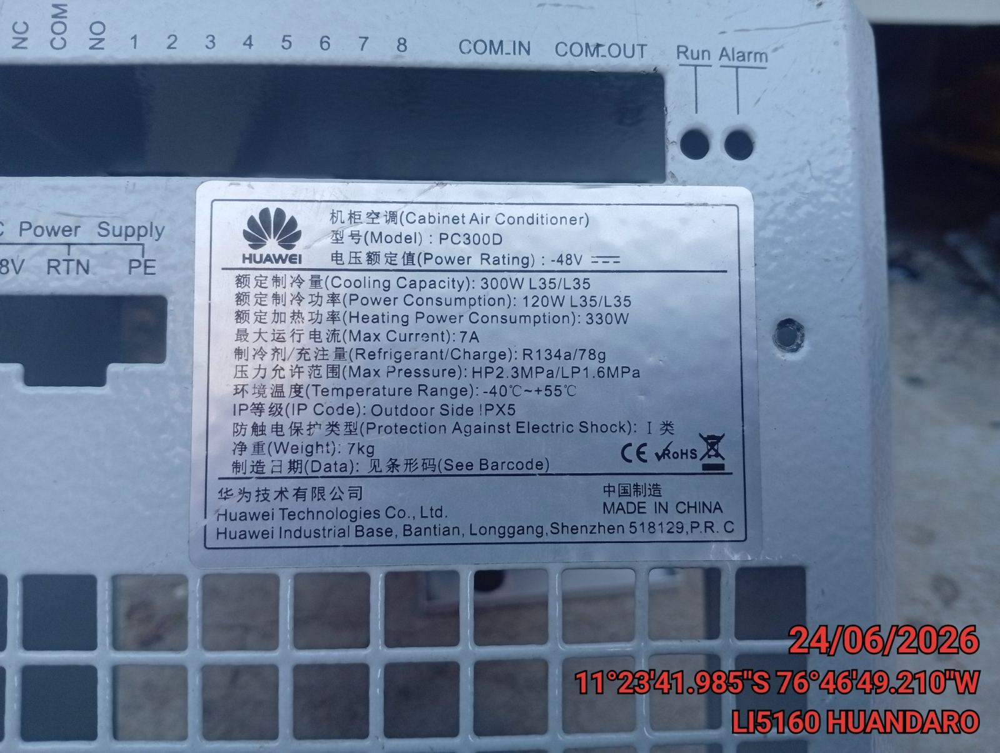 NC COM NO 1 2 3 4 5 6 7 8 COM_IN COM_OUT Run Alarm
Power Supply
8V RTN PE
HUAWEI
机柜空调(Cabinet Air Conditioner)
型号(Model) : PC300D
电压额定值(Power Rating) : -48V
额定制冷量(Cooling Capacity): 300W L35/L35
额定制冷功率(Power Consumption): 120W L35/L35
额定加热功率(Heating Power Consumption): 330W
最大运行电流(Max Current): 7A
制冷剂/充注量(Refrigerant/Charge): R134a/78g
压力允许范围(Max Pressure): HP2.3MPa/LP1.6MPa
环境温度(Temperature Range): -40℃~+55℃
IP等级(IP Code): Outdoor Side IPX5
防触电保护类型(Protection Against Electric Shock): I 类
净重(Weight): 7kg
CE RoHS
制造日期(Data): 见条形码(See Barcode)
华为技术有限公司
中国制造
Huawei Technologies Co., Ltd.
MADE IN CHINA
Huawei Industrial Base, Bantian, Longgang,Shenzhen 518129,P.R. C
24/06/2026
11°23'41.985"S 76°46'49.210"W
LI5160 HUANDARO